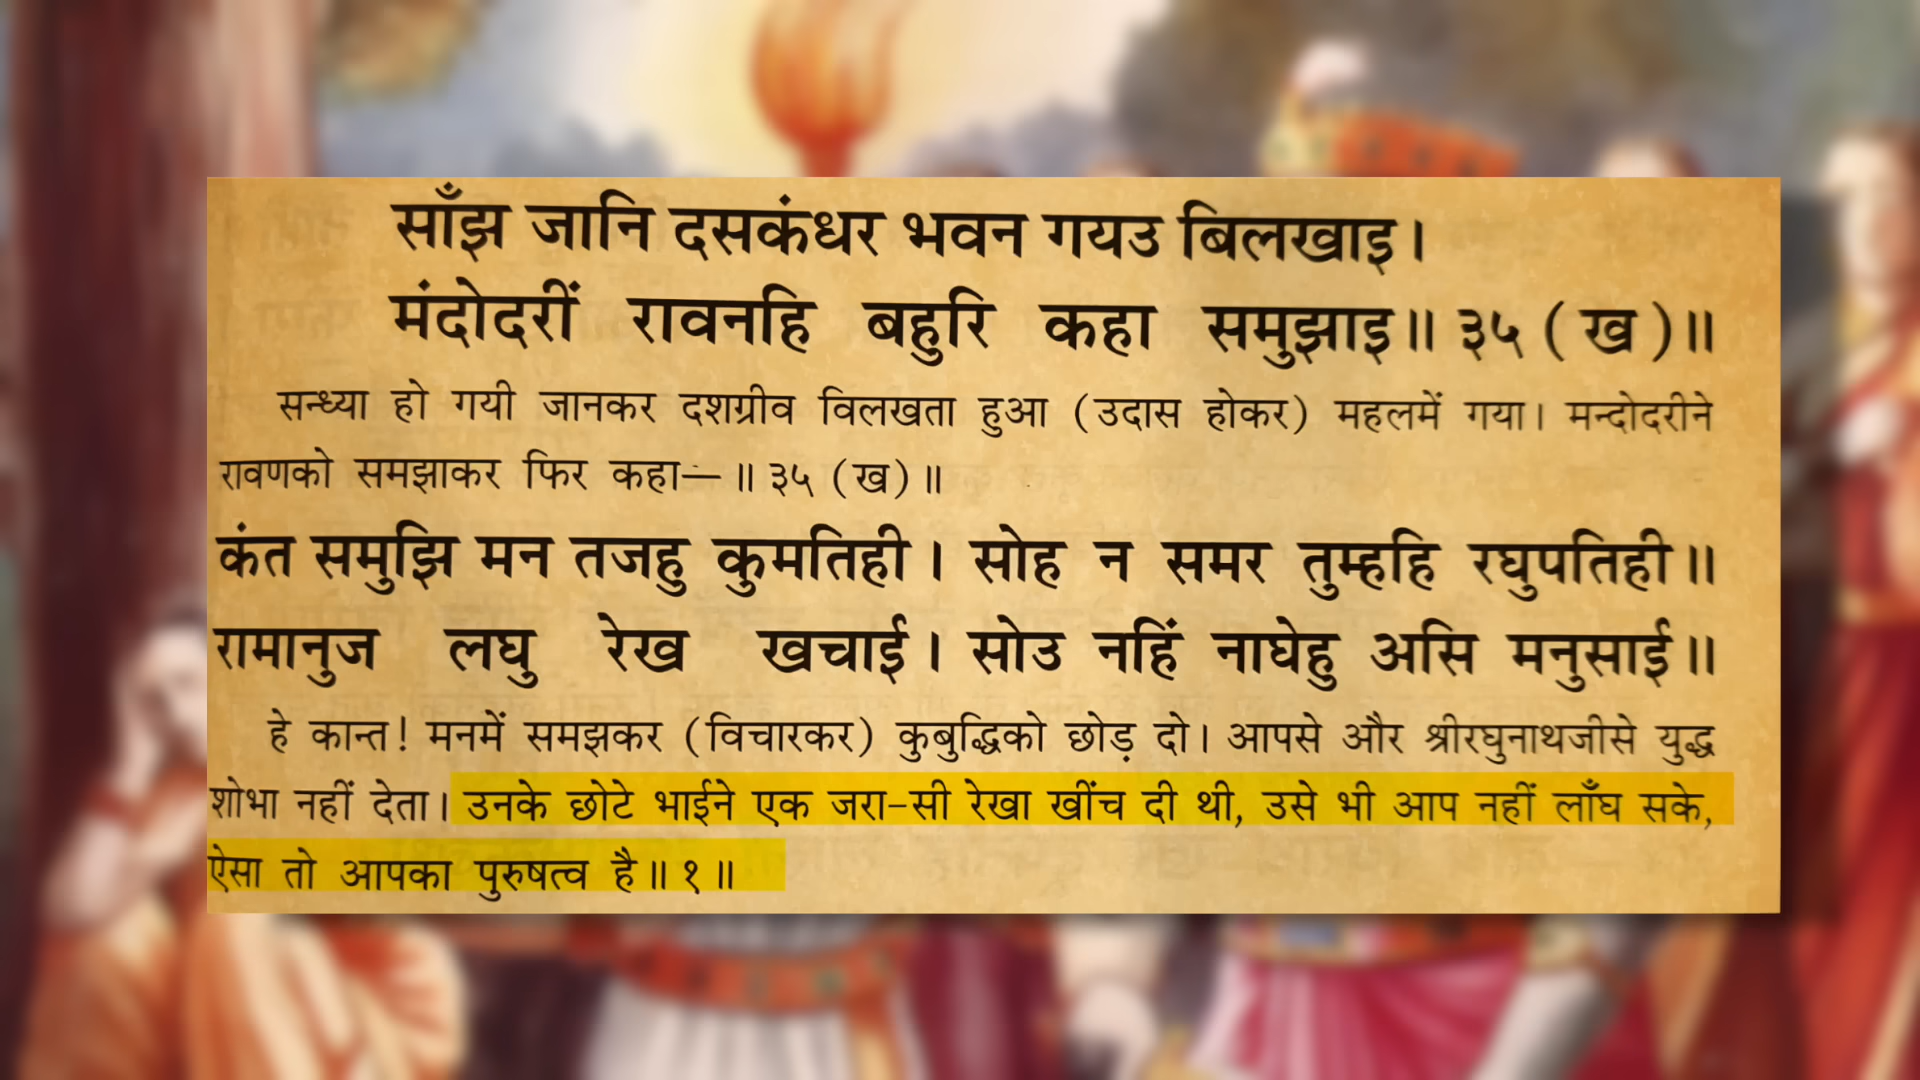 साँझ जानि दसकंधर भवन गयउ बिलखाइ।
मंदोदरीं रावनहि बहुरि कहा समुझाइ॥ ३५ (ख)॥
सन्ध्या हो गयी जानकर दशग्रीव विलखता हुआ (उदास होकर) महलमें गया। मन्दोदरीने
रावणको समझाकर फिर कहा—॥ ३५ (ख)॥
कंत समुझि मन तजहु कुमतिही। सोह न समर तुम्हहि रघुपतिही॥
रामानुज लघु रेख खचाई। सोउ नहिं नाघेहु असि मनुसाई॥
हे कान्त! मनमें समझकर (विचारकर) कुबुद्धिको छोड़ दो। आपसे और श्रीरघुनाथजीसे युद्ध
शोभा नहीं देता। उनके छोटे भाईने एक जरा-सी रेखा खींच दी थी, उसे भी आप नहीं लाँघ सके,
ऐसा तो आपका पुरुषत्व है॥ १॥